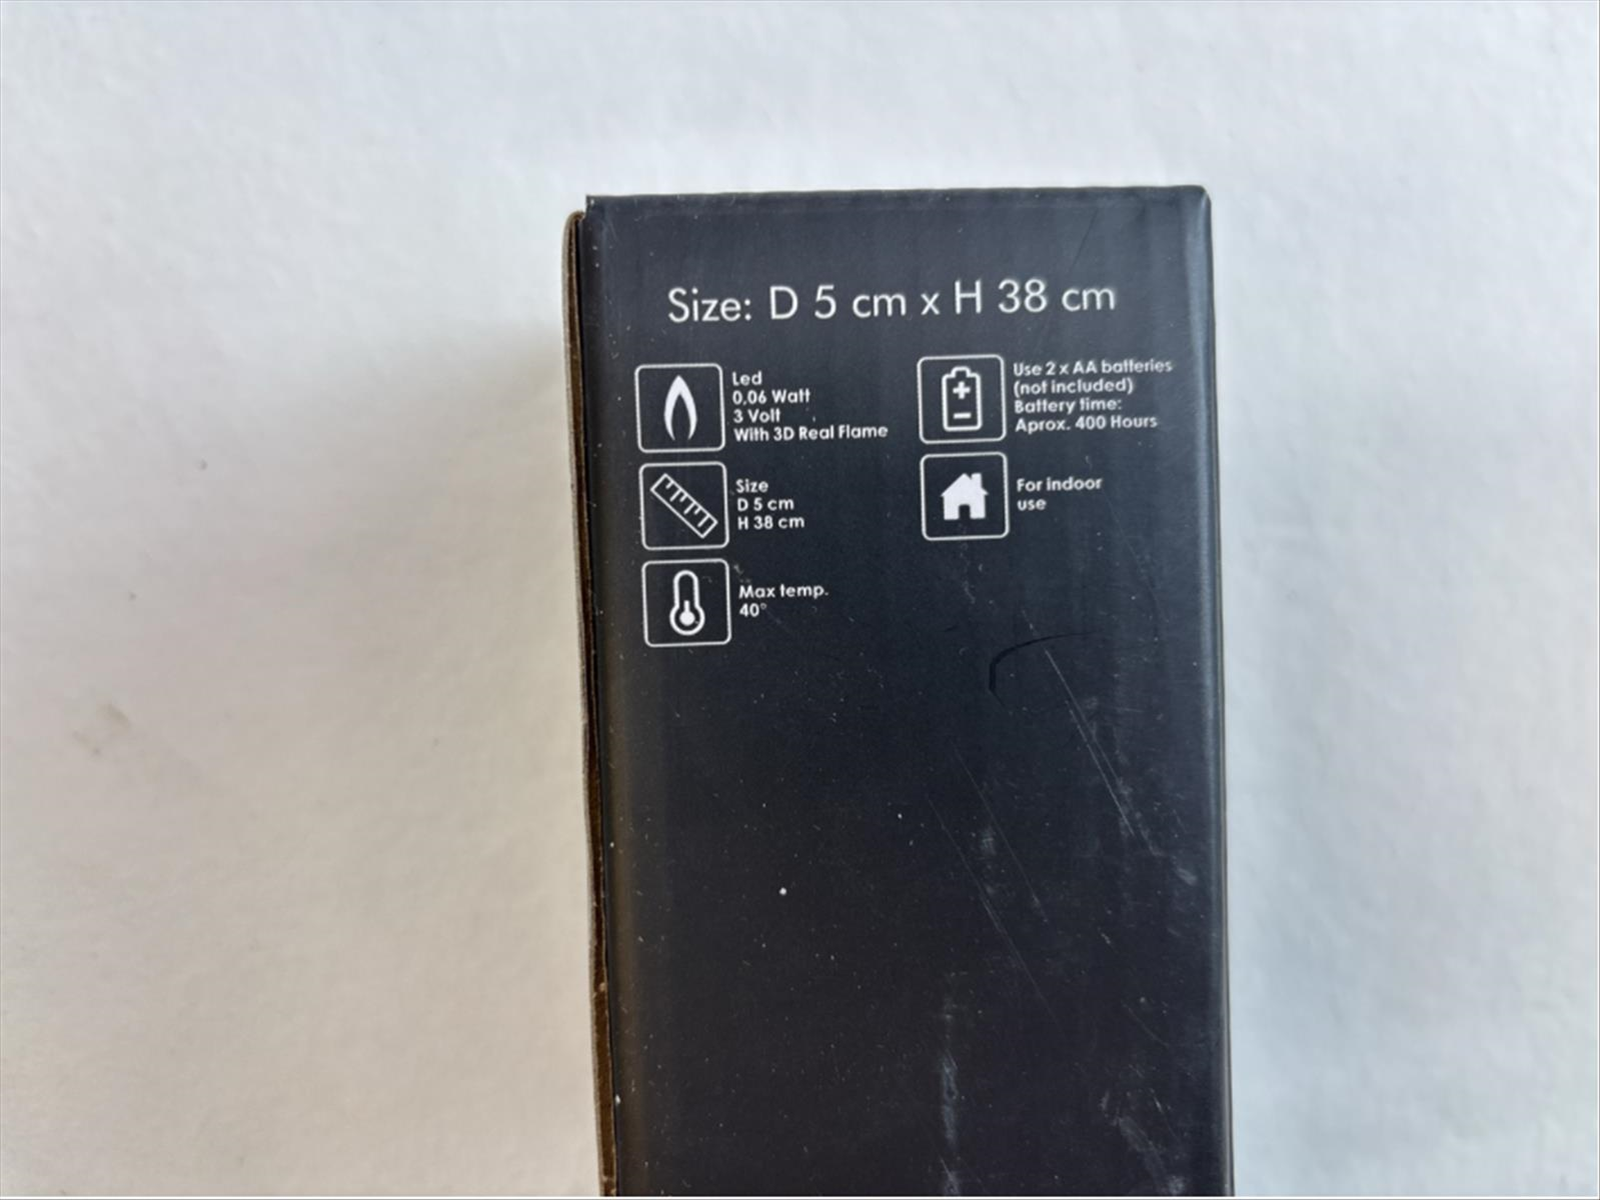 Size: D 5 cm x H 38 cm
Led
0,06 Watt
3 Volt
With 3D Real Flame
Use 2 x AA batteries
(not included)
Battery time:
Aprox. 400 Hours
Size
D 5 cm
H 38 cm
For indoor
use
Max temp.
40°